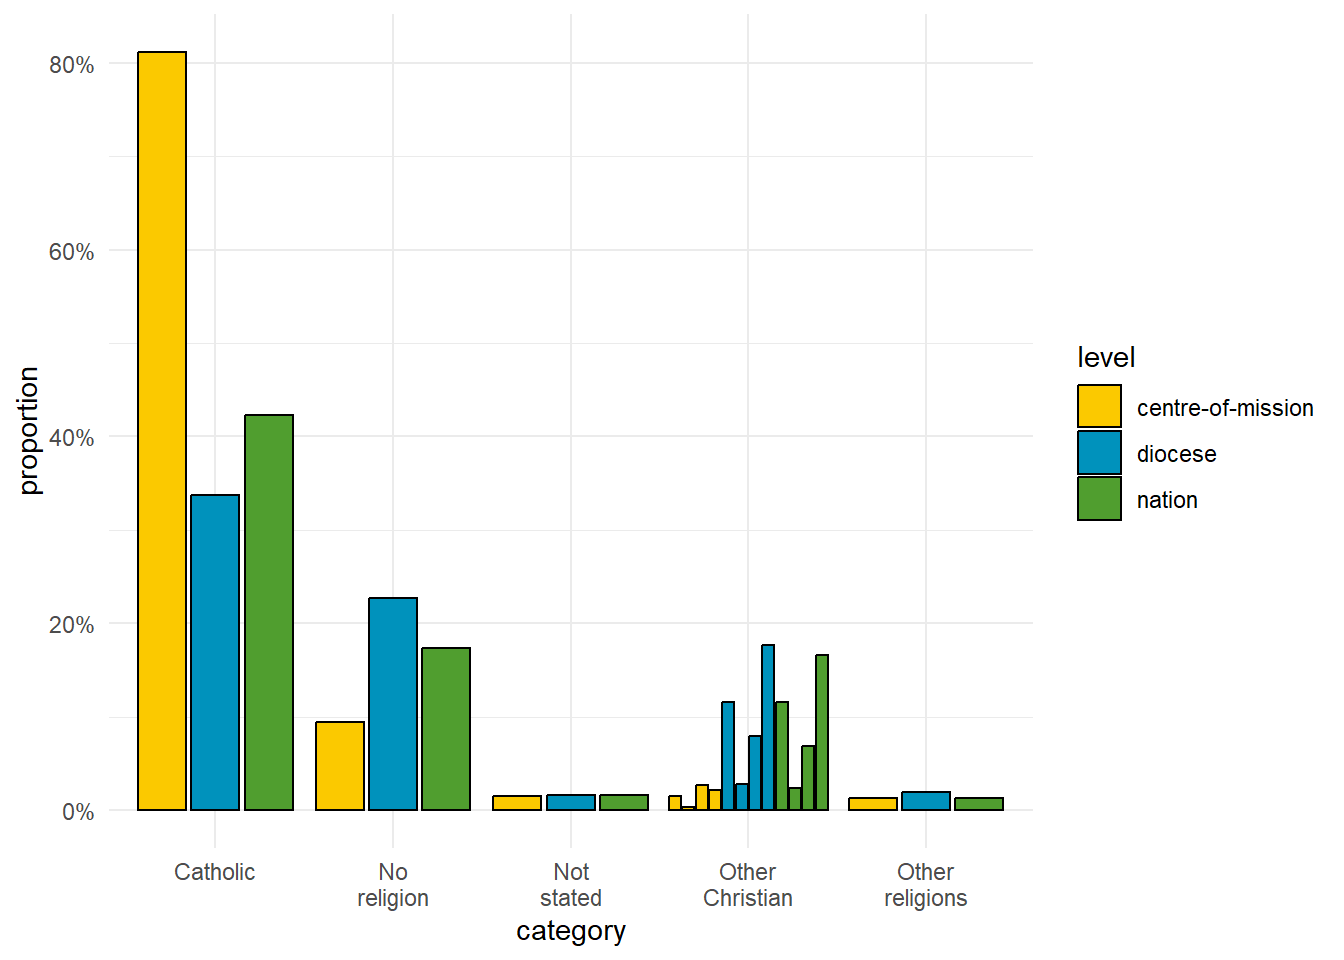 80%
60%
40%
20%
0%
proportion
Catholic
No
religion
Not
stated
Other
Christian
Other
religions
category
level
centre-of-mission
diocese
nation